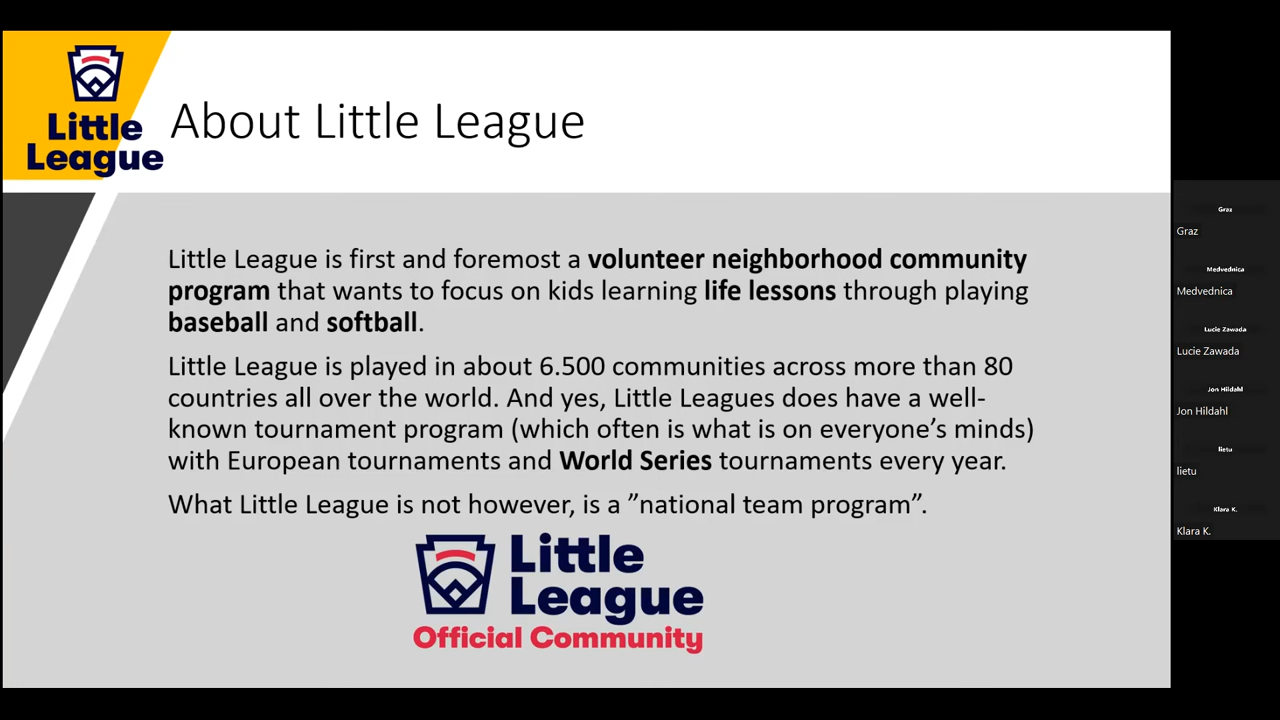 Little
League
About Little League
Little League is first and foremost a volunteer neighborhood community
program that wants to focus on kids learning life lessons through playing
baseball and softball.
Little League is played in about 6.500 communities across more than 80
countries all over the world. And yes, Little Leagues does have a well-
known tournament program (which often is what is on everyone’s minds)
with European tournaments and World Series tournaments every year.
What Little League is not however, is a ”national team program”.
Little
League
Official Community
Graz
Graz
Medvednica
Medvednica
Lucie Zawada
Lucie Zawada
Jon Hildahl
Jon Hildahl
lietu
lietu
Klara K.
Klara K.